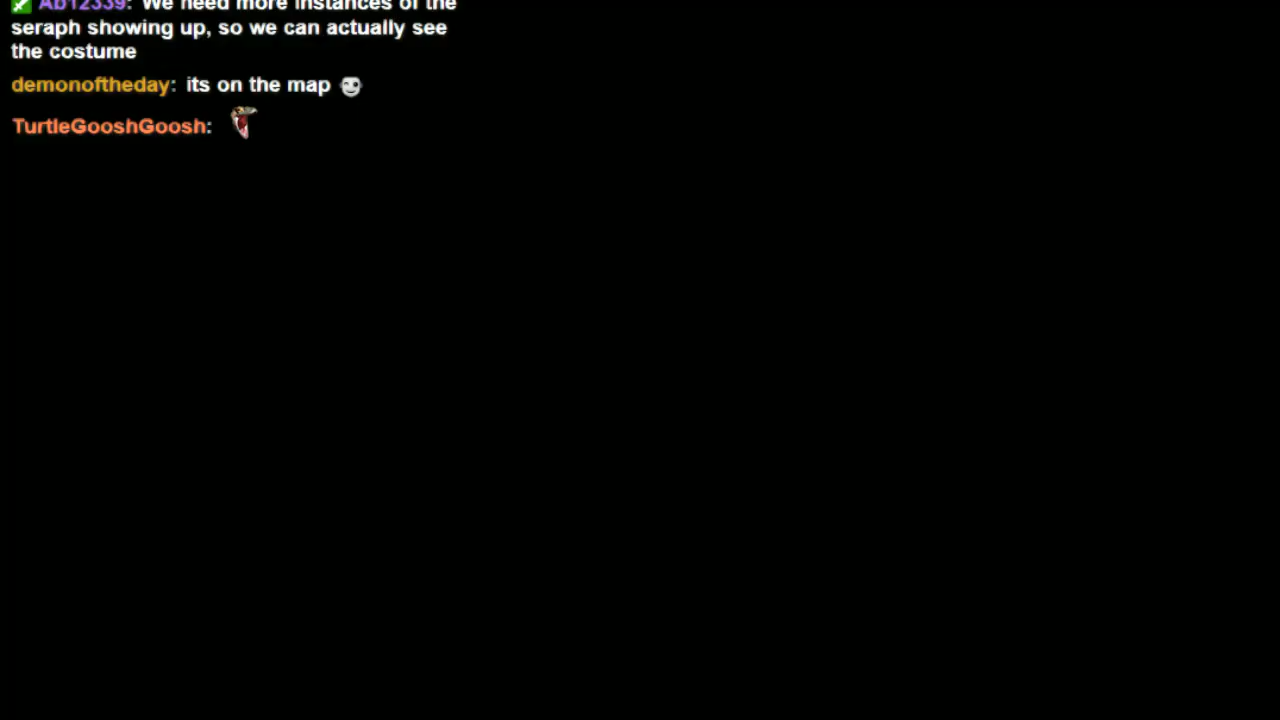 Ab12339: We need more instances of the
seraph showing up, so we can actually see
the costume
demonoftheday: its on the map
TurtleGooshGoosh: